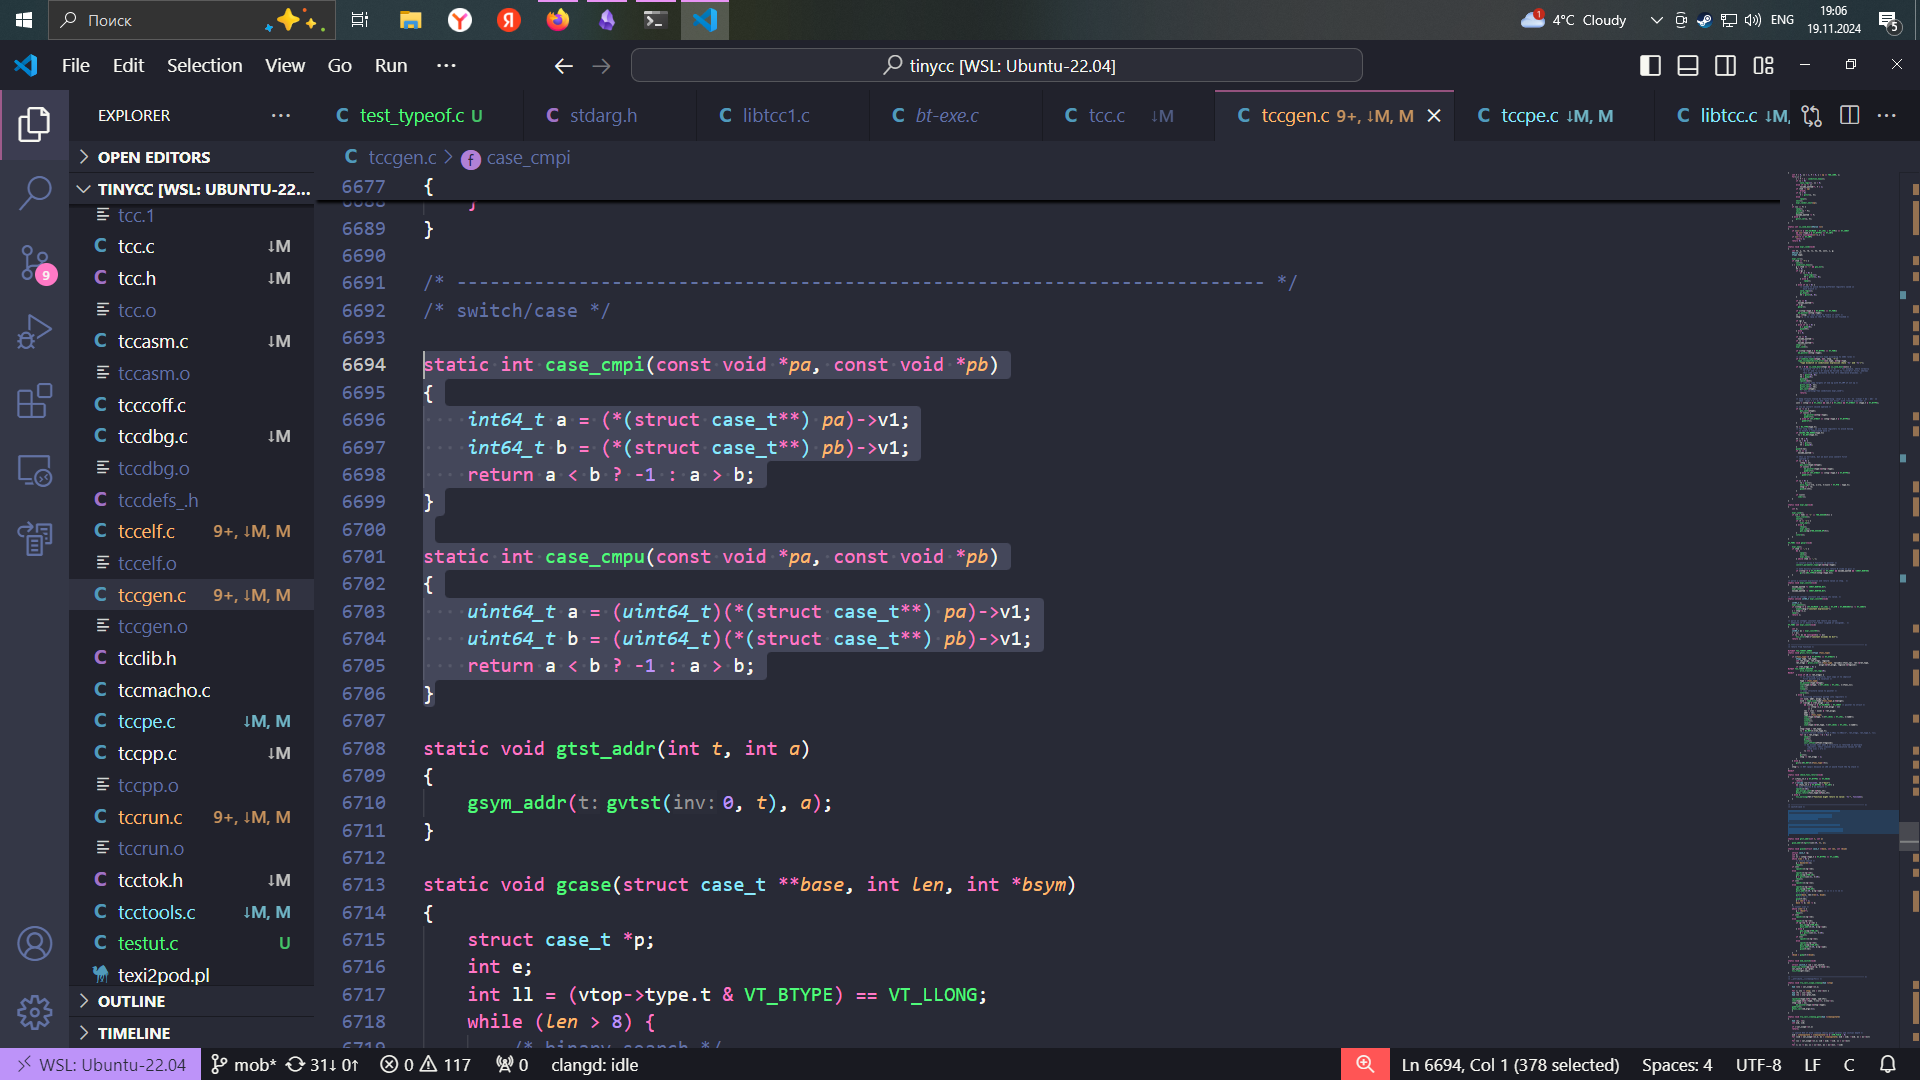 Поиск
4°C Cloudy
ENG
19:06
19.11.2024
5
File Edit Selection View Go Run ···
tinycc [WSL: Ubuntu-22.04]
EXPLORER
test_typeof.c U
stdarg.h
libtcc1.c
bt-exe.c
tcc.c ↓M
tccgen.c 9+, ↓M, M
tccpe.c ↓M, M
libtcc.c ↓M,
OPEN EDITORS
TINYCC [WSL: UBUNTU-22...
tcc.1
tcc.c ↓M
tcc.h ↓M
tcc.o
tccasm.c ↓M
tccasm.o
tcccoff.c
tccdbg.c ↓M
tccdbg.o
tccdefs_.h
tccelf.c 9+, ↓M, M
tccelf.o
tccgen.c 9+, ↓M, M
tccgen.o
tcclib.h
tccmacho.c
tccpe.c ↓M, M
tccpp.c ↓M
tccpp.o
tccrun.c 9+, ↓M, M
tccrun.o
tcctok.h ↓M
tcctools.c ↓M, M
testut.c U
texi2pod.pl
OUTLINE
TIMELINE
9
tccgen.c > case_cmpi
6677 {
6688 }
6689 }
6690
6691 /* ------------------------------------------------------------------------- */
6692 /* switch/case */
6693
6694 static int case_cmpi(const void *pa, const void *pb)
6695 {
6696 int64_t a = (*(struct case_t**) pa)->v1;
6697 int64_t b = (*(struct case_t**) pb)->v1;
6698 return a < b ? -1 : a > b;
6699 }
6700
6701 static int case_cmpu(const void *pa, const void *pb)
6702 {
6703 uint64_t a = (uint64_t)(*(struct case_t**) pa)->v1;
6704 uint64_t b = (uint64_t)(*(struct case_t**) pb)->v1;
6705 return a < b ? -1 : a > b;
6706 }
6707
6708 static void gtst_addr(int t, int a)
6709 {
6710 gsym_addr(t: gvtst(inv: 0, t), a);
6711 }
6712
6713 static void gcase(struct case_t **base, int len, int *bsym)
6714 {
6715 struct case_t *p;
6716 int e;
6717 int ll = (vtop->type.t & VT_BTYPE) == VT_LLONG;
6718 while (len > 8) {
6719 /* binary search */
WSL: Ubuntu-22.04 mob* 31↓ 0↑ 0 117 0 clangd: idle
Ln 6694, Col 1 (378 selected) Spaces: 4 UTF-8 LF C